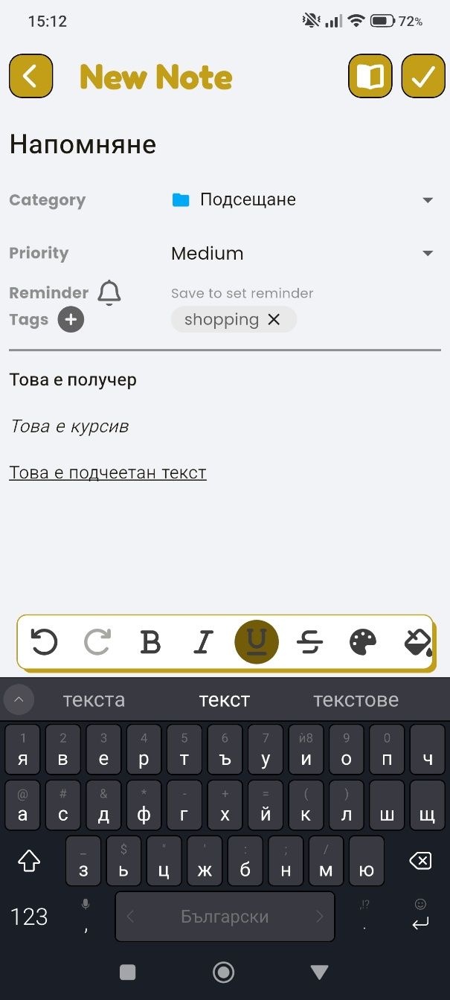 15:12 72%
New Note
Напомняне
Category Подсещане
Priority Medium
Reminder Save to set reminder
Tags shopping
Това е получер
Това е курсив
Това е подчеетан текст
B I U S
текста текст текстове
1 2 3 4 5 6 7 ѝ8 9 0
я в е р т ъ у и о п ч
@ # & * - + = ( )
а с д ф г х й к л ш щ
_ $ " ' : ; /
з ь ц ж б н м ю
123 , Български ,!? .